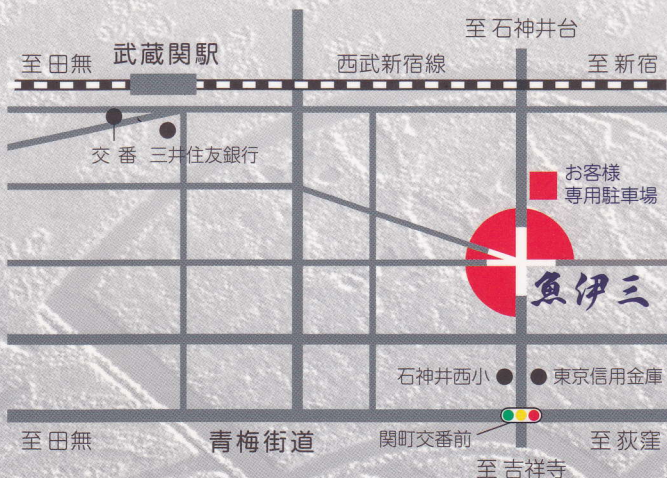 至 石神井台
至 田無
武蔵関駅
西武新宿線
至 新宿
交 番
三井住友銀行
お客様
専用駐車場
魚伊三
石神井西小
東京信用金庫
至 田無
青梅街道
関町交番前
至 荻窪
至 吉祥寺